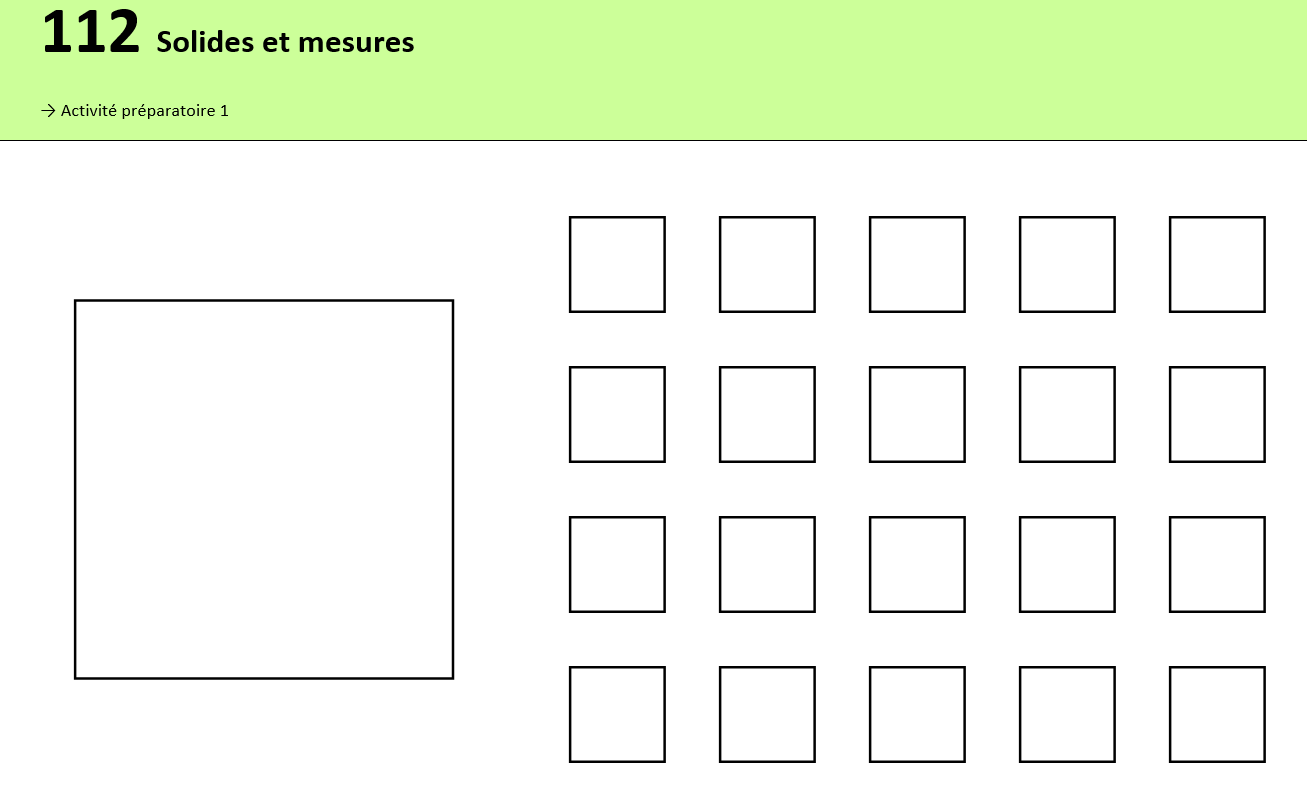 112 Solides et mesures
→ Activité préparatoire 1